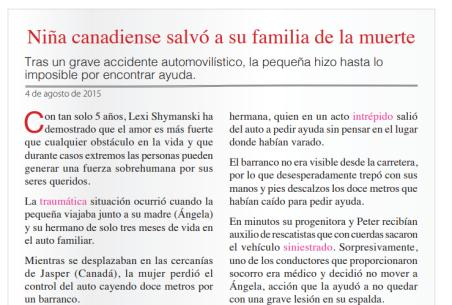 Niña canadiense salvó a su familia de la muerte
Tras un grave accidente automovilístico, la pequeña hizo hasta lo
imposible por encontrar ayuda.
4 de agosto de 2015
Con tan solo 5 años, Lexi Shymanski ha
demostrado que el amor es más fuerte
que cualquier obstáculo en la vida y que
durante casos extremos las personas pueden
generar una fuerza sobrehumana por sus
seres queridos.
La traumática situación ocurrió cuando la
pequeña viajaba junto a su madre (Ángela)
y su hermano de solo tres meses de vida en
el auto familiar.
Mientras se desplazaban en las cercanías
de Jasper (Canadá), la mujer perdió el
control del auto cayendo doce metros por
un barranco.
hermana, quien en un acto intrépido salió
del auto a pedir ayuda sin pensar en el lugar
donde habían varado.
El barranco no era visible desde la carretera,
por lo que desesperadamente trepó con sus
manos y pies descalzos los doce metros que
habían caído para pedir ayuda.
En minutos su progenitora y Peter recibían
auxilio de rescatistas que con cuerdas sacaron
el vehículo siniestrado. Sorpresivamente,
uno de los conductores que proporcionaron
socorro era médico y decidió no mover a
Ángela, acción que la ayudó a no quedar
con una grave lesión en su espalda.